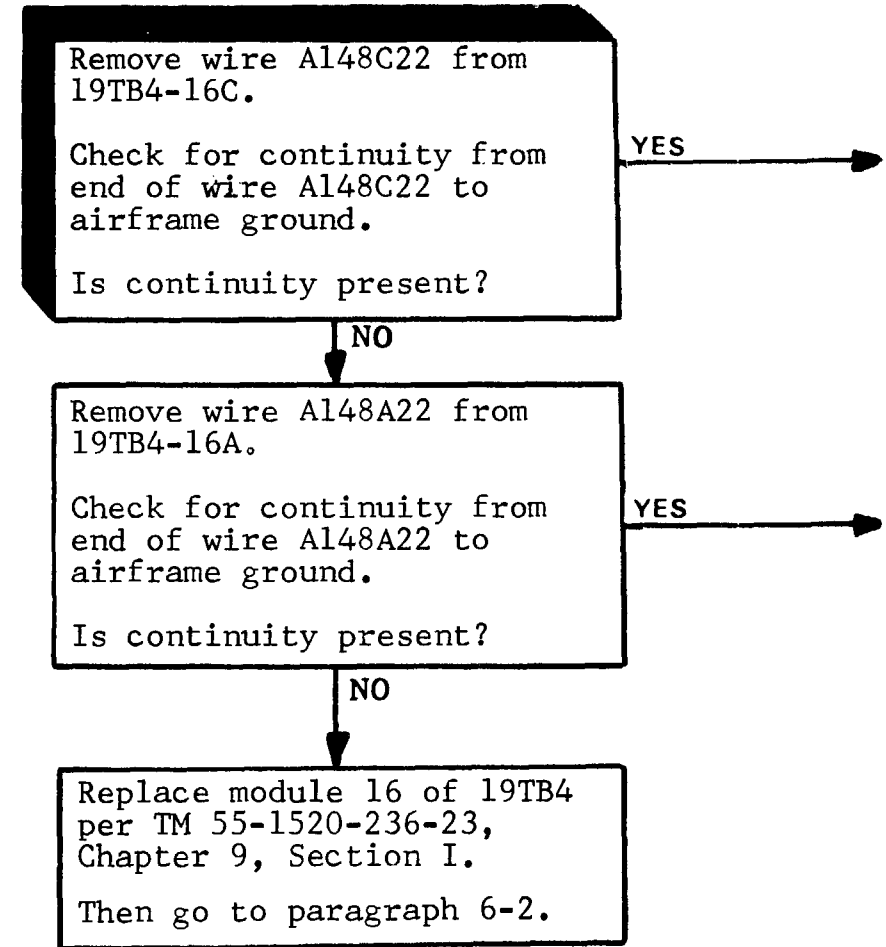 Remove wire A148C22 from
19TB4-16C.
Check for continuity from
end of wire A148C22 to
airframe ground.
Is continuity present?
YES
NO
Remove wire A148A22 from
19TB4-16A.
Check for continuity from
end of wire A148A22 to
airframe ground.
Is continuity present?
YES
NO
Replace module 16 of 19TB4
per TM 55-1520-236-23,
Chapter 9, Section I.
Then go to paragraph 6-2.